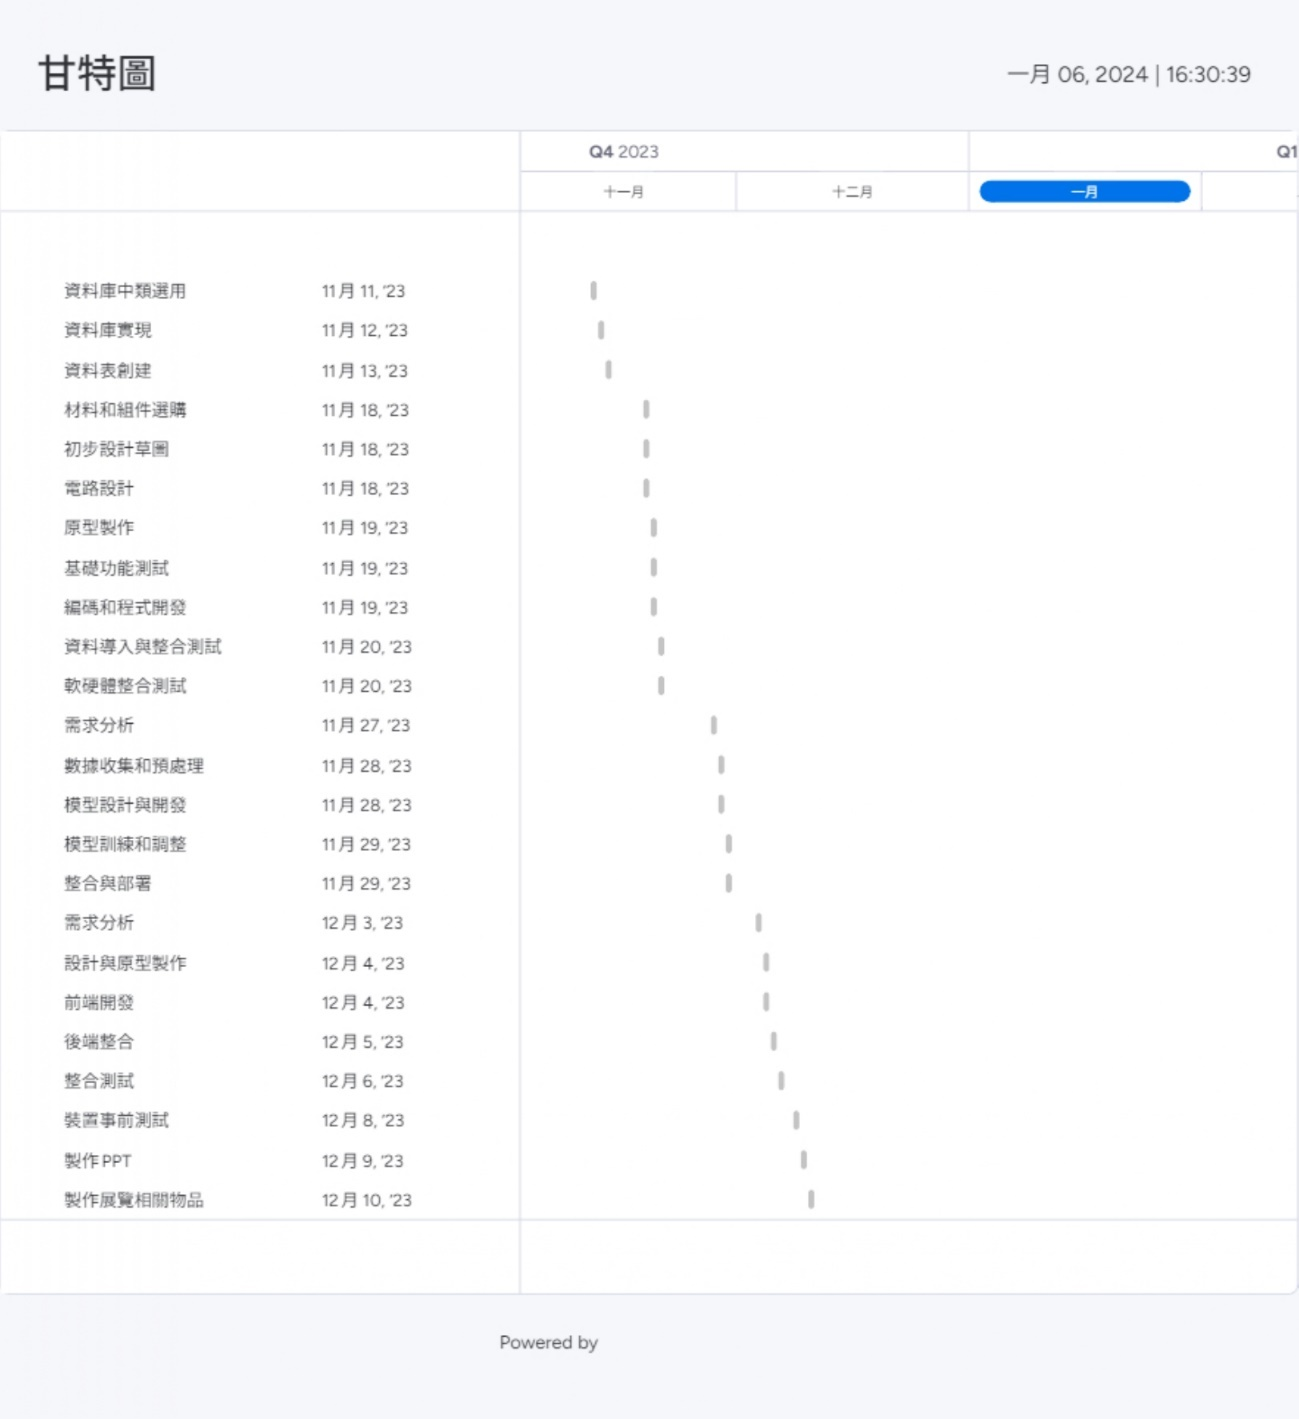 甘特圖
一月 06, 2024 | 16:30:39
Q4 2023
Q1
十一月 十二月 一月
資料庫中類選用 11月 11, '23
資料庫實現 11月 12, '23
資料表創建 11月 13, '23
材料和組件選購 11月 18, '23
初步設計草圖 11月 18, '23
電路設計 11月 18, '23
原型製作 11月 19, '23
基礎功能測試 11月 19, '23
編碼和程式開發 11月 19, '23
資料導入與整合測試 11月 20, '23
軟硬體整合測試 11月 20, '23
需求分析 11月 27, '23
數據收集和預處理 11月 28, '23
模型設計與開發 11月 28, '23
模型訓練和調整 11月 29, '23
整合與部署 11月 29, '23
需求分析 12月 3, '23
設計與原型製作 12月 4, '23
前端開發 12月 4, '23
後端整合 12月 5, '23
整合測試 12月 6, '23
裝置事前測試 12月 8, '23
製作PPT 12月 9, '23
製作展覽相關物品 12月 10, '23
Powered by